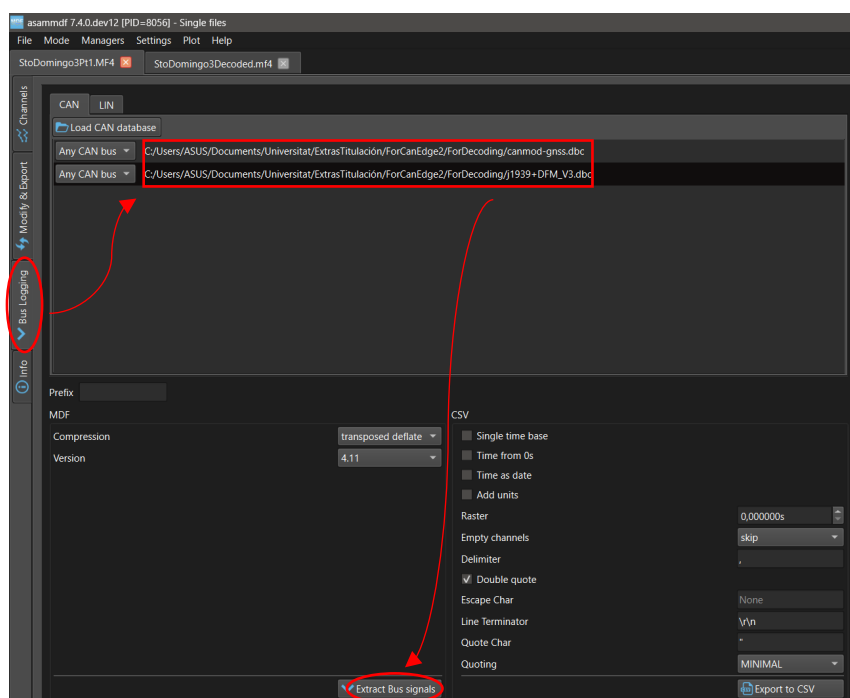 asammdf 7.4.0.dev12 [PID=8056] - Single files
File Mode Managers Settings Plot Help
StoDomingo3Pt1.MF4 StoDomingo3Decoded.mf4
Channels
Modify & Export
Bus Logging
Info
CAN LIN
Load CAN database
Any CAN bus C:/Users/ASUS/Documents/Universitat/ExtrasTitulación/ForCanEdge2/ForDecoding/canmod-gnss.dbc
Any CAN bus C:/Users/ASUS/Documents/Universitat/ExtrasTitulación/ForCanEdge2/ForDecoding/j1939+DFM_V3.dbc
Prefix
MDF
Compression transposed deflate
Version 4.11
Extract Bus signals
CSV
Single time base
Time from 0s
Time as date
Add units
Raster 0,000000s
Empty channels skip
Delimiter ,
Double quote
Escape Char None
Line Terminator \r\n
Quote Char "
Quoting MINIMAL
Export to CSV